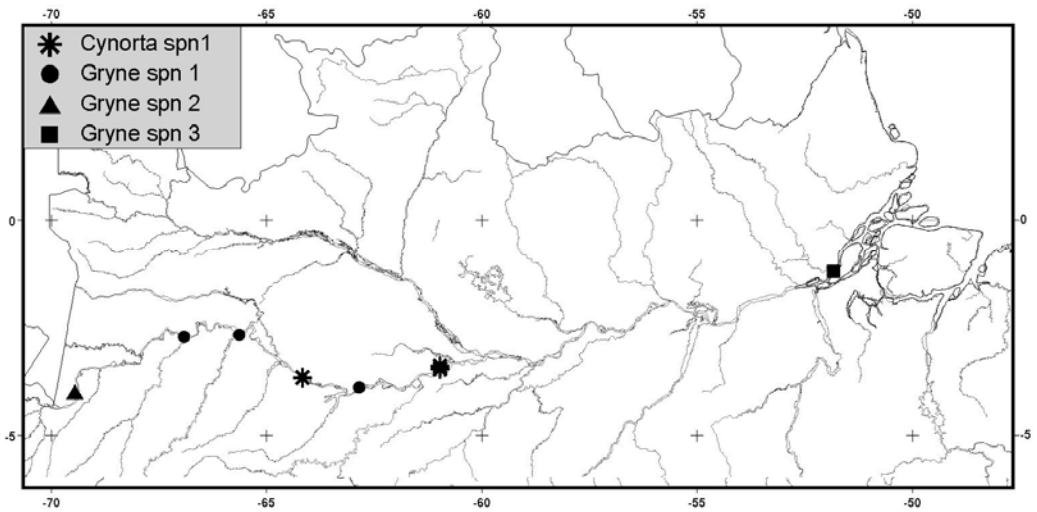 -70 -65 -60 -55 -50
Cynorta spn1
Gryne spn 1
Gryne spn 2
Gryne spn 3
0 0
-5 -5
-70 -65 -60 -55 -50